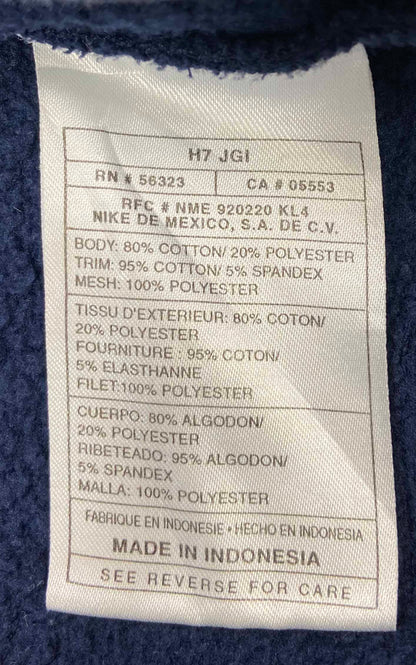 H7 JGI
RN # 56323 CA # 05553
RFC # NME 920220 KL4
NIKE DE MEXICO, S.A. DE C.V.
BODY: 80% COTTON/ 20% POLYESTER
TRIM: 95% COTTON/ 5% SPANDEX
MESH: 100% POLYESTER
TISSU D'EXTERIEUR: 80% COTON/
20% POLYESTER
FOURNITURE : 95% COTON/
5% ELASTHANNE
FILET:100% POLYESTER
CUERPO: 80% ALGODON/
20% POLYESTER
RIBETEADO: 95% ALGODON/
5% SPANDEX
MALLA: 100% POLYESTER
FABRIQUE EN INDONESIE • HECHO EN INDONESIA
MADE IN INDONESIA
SEE REVERSE FOR CARE